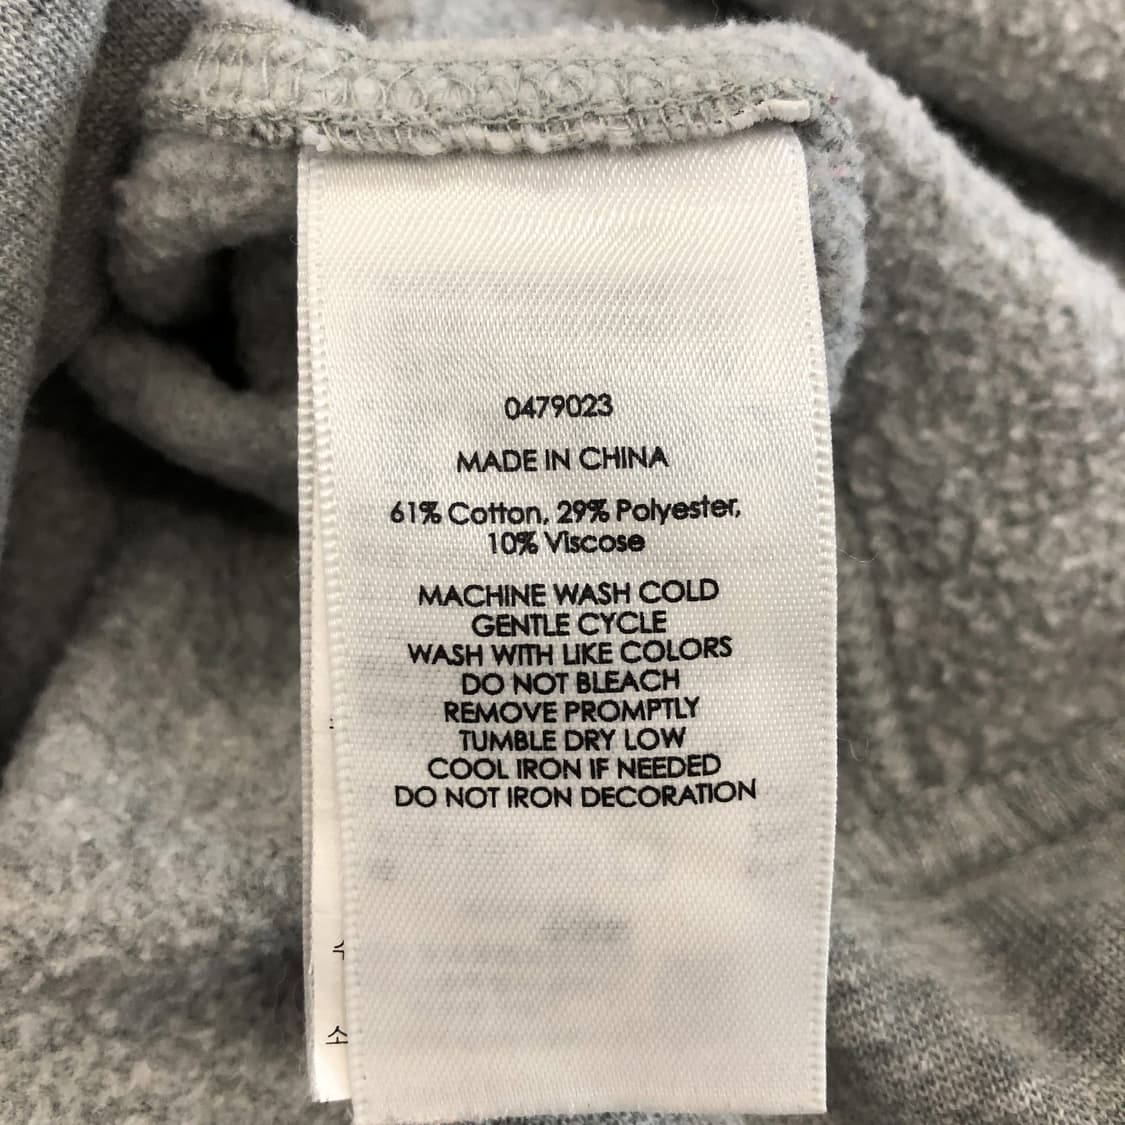 0479023
MADE IN CHINA
61% Cotton, 29% Polyester,
10% Viscose
MACHINE WASH COLD
GENTLE CYCLE
WASH WITH LIKE COLORS
DO NOT BLEACH
REMOVE PROMPTLY
TUMBLE DRY LOW
COOL IRON IF NEEDED
DO NOT IRON DECORATION
소